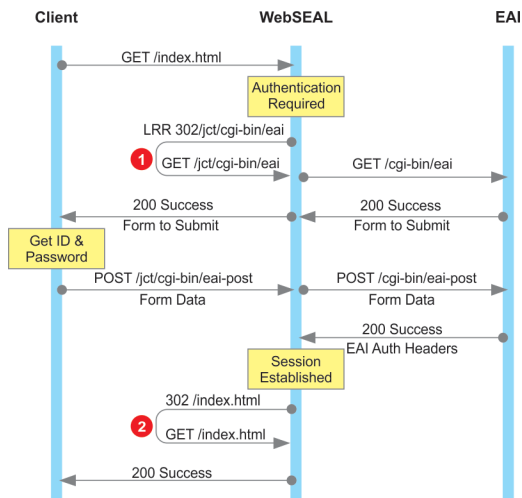 Client
WebSEAL
EAI
GET /index.html
Authentication
Required
LRR 302/jct/cgi-bin/eai
1
GET /jct/cgi-bin/eai
GET /cgi-bin/eai
200 Success
Form to Submit
200 Success
Form to Submit
Get ID &
Password
POST /jct/cgi-bin/eai-post
Form Data
POST /cgi-bin/eai-post
Form Data
200 Success
EAI Auth Headers
Session
Established
302 /index.html
2
GET /index.html
200 Success